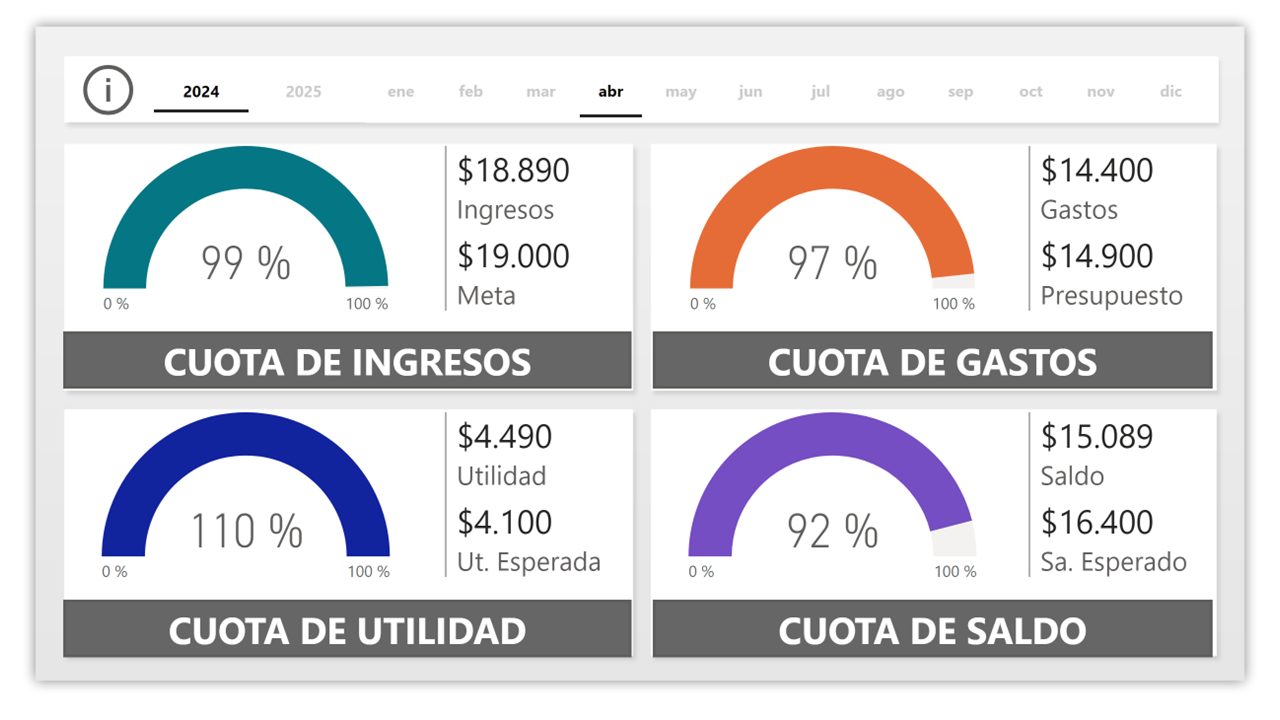 i 2024 2025 ene feb mar abr may jun jul ago sep oct nov dic
99 %
0 % 100 %
$18.890
Ingresos
$19.000
Meta
CUOTA DE INGRESOS
97 %
0 % 100 %
$14.400
Gastos
$14.900
Presupuesto
CUOTA DE GASTOS
110 %
0 % 100 %
$4.490
Utilidad
$4.100
Ut. Esperada
CUOTA DE UTILIDAD
92 %
0 % 100 %
$15.089
Saldo
$16.400
Sa. Esperado
CUOTA DE SALDO